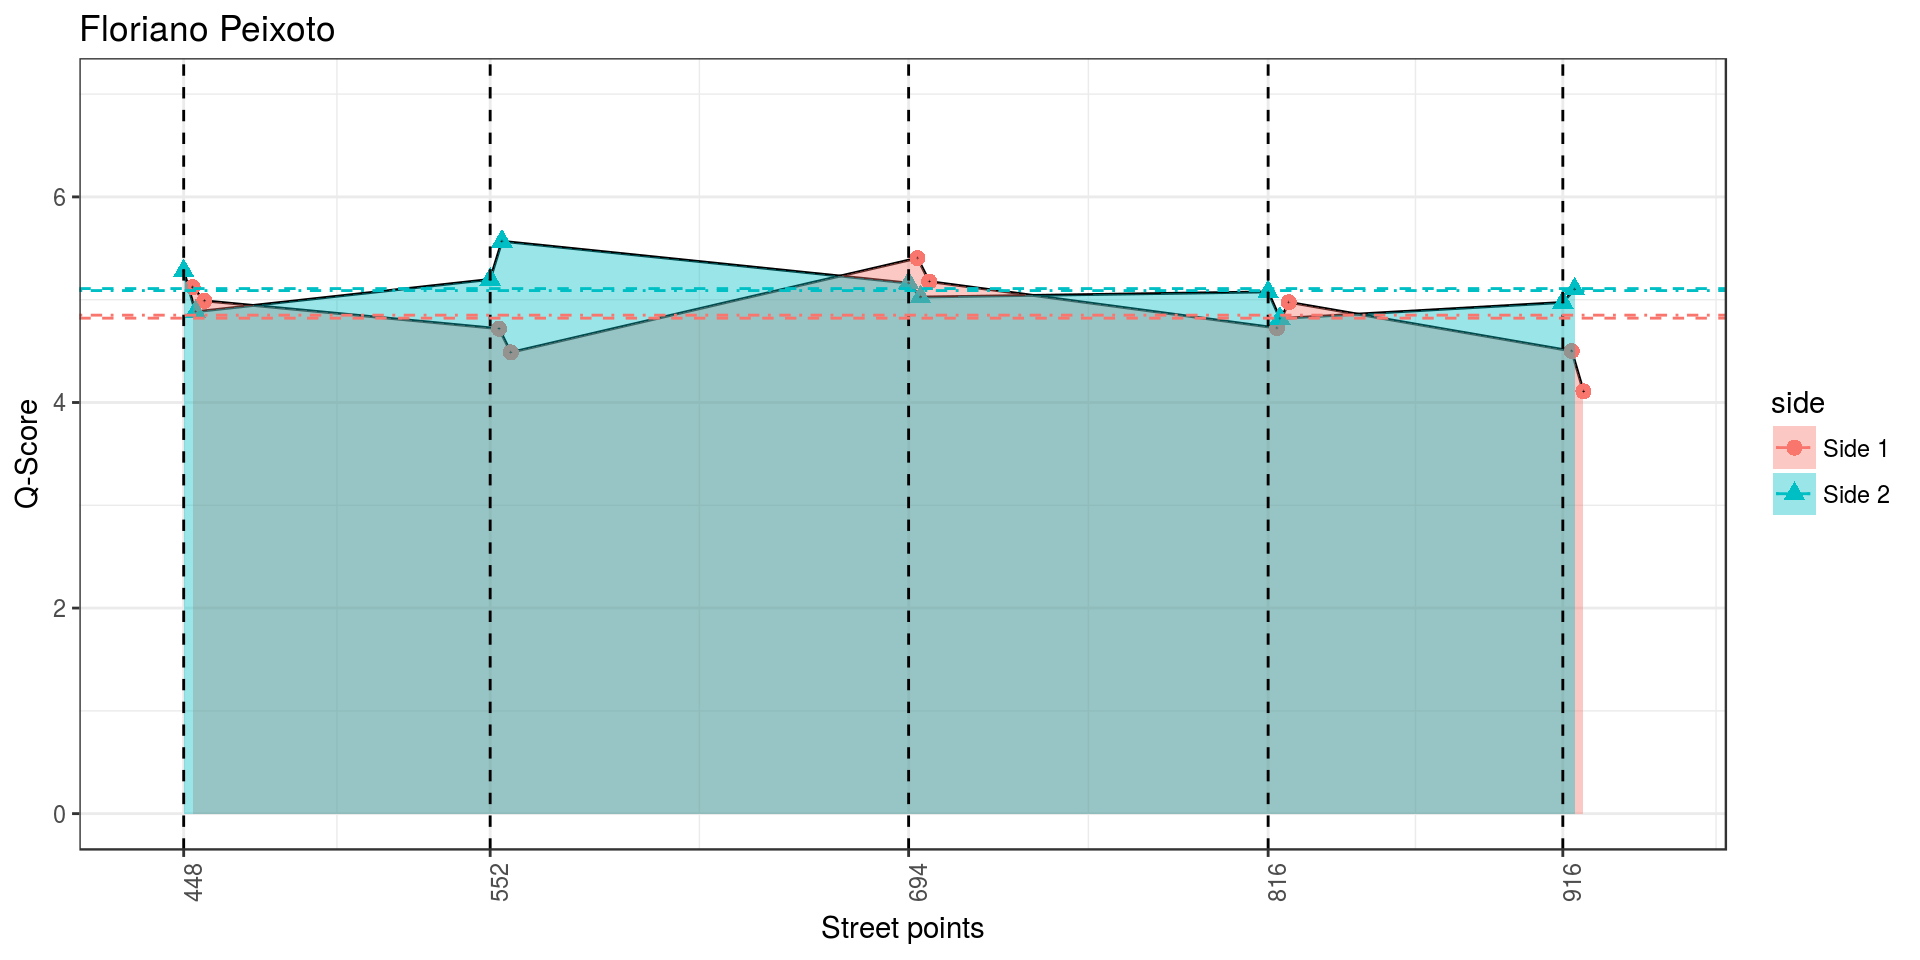 Floriano Peixoto
Q-Score
6
4
2
0
448
552
694
816
916
Street points
side
Side 1
Side 2